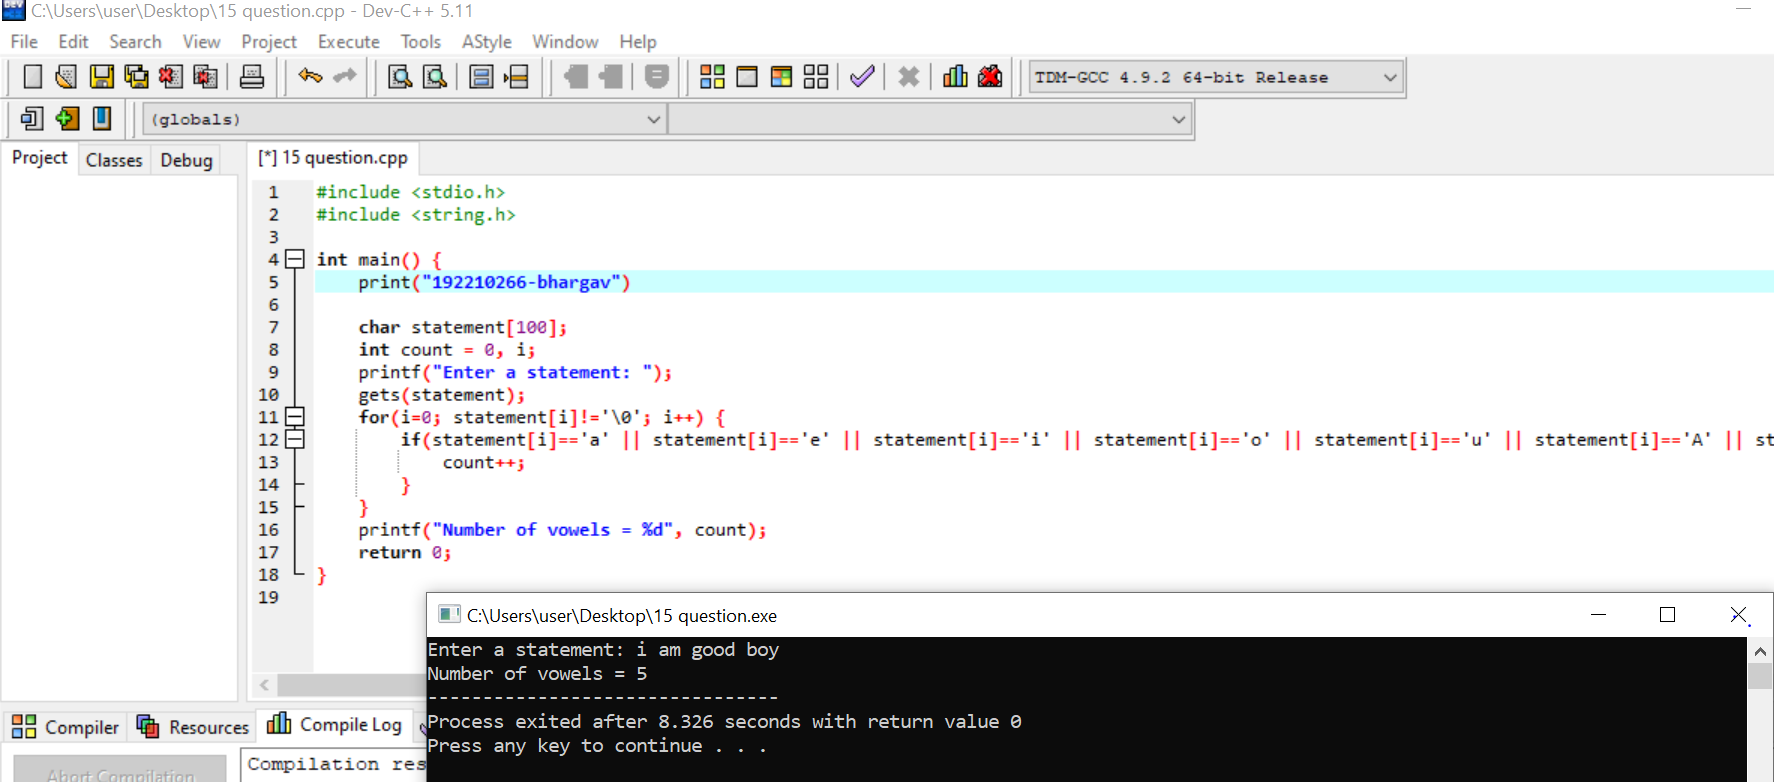 C:\Users\user\Desktop\15 question.cpp - Dev-C++ 5.11
File Edit Search View Project Execute Tools AStyle Window Help
TDM-GCC 4.9.2 64-bit Release
(globals)
Project Classes Debug [*] 15 question.cpp
1 #include <stdio.h>
2 #include <string.h>
3
4 int main() {
5 print("192210266-bhargav")
6
7 char statement[100];
8 int count = 0, i;
9 printf("Enter a statement: ");
10 gets(statement);
11 for(i=0; statement[i]!='\0'; i++) {
12 if(statement[i]=='a' || statement[i]=='e' || statement[i]=='i' || statement[i]=='o' || statement[i]=='u' || statement[i]=='A' || st
13 count++;
14 }
15 }
16 printf("Number of vowels = %d", count);
17 return 0;
18 }
19
C:\Users\user\Desktop\15 question.exe
Enter a statement: i am good boy
Number of vowels = 5
--------------------------------
Process exited after 8.326 seconds with return value 0
Press any key to continue . . .
Compiler Resources Compile Log
Abort Compilation
Compilation res